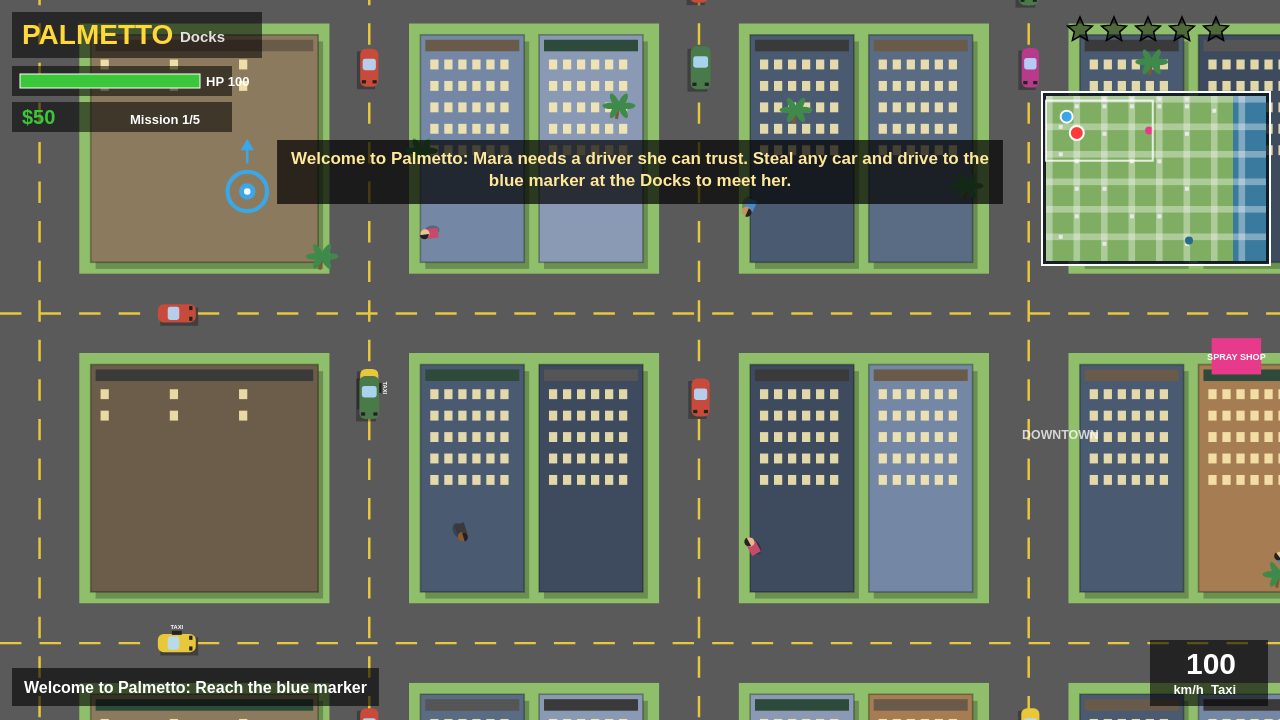 PALMETTO Docks
HP 100
$50
Mission 1/5
Welcome to Palmetto: Mara needs a driver she can trust. Steal any car and drive to the
blue marker at the Docks to meet her.
SPRAY SHOP
TAXI
DOWNTOWN
TAXI
Welcome to Palmetto: Reach the blue marker
100
km/h Taxi